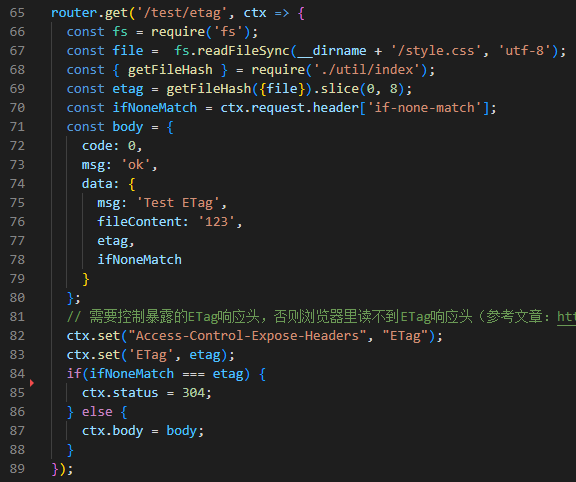 65 router.get('/test/etag', ctx => {
66   const fs = require('fs');
67   const file =  fs.readFileSync(__dirname + '/style.css', 'utf-8');
68   const { getFileHash } = require('./util/index');
69   const etag = getFileHash({file}).slice(0, 8);
70   const ifNoneMatch = ctx.request.header['if-none-match'];
71   const body = {
72     code: 0,
73     msg: 'ok',
74     data: {
75       msg: 'Test ETag',
76       fileContent: '123',
77       etag,
78       ifNoneMatch
79     }
80   };
81   // 需要控制暴露的ETag响应头，否则浏览器里读不到ETag响应头（参考文章：htt
82   ctx.set("Access-Control-Expose-Headers", "ETag");
83   ctx.set('ETag', etag);
84   if(ifNoneMatch === etag) {
85     ctx.status = 304;
86   } else {
87     ctx.body = body;
88   }
89 });